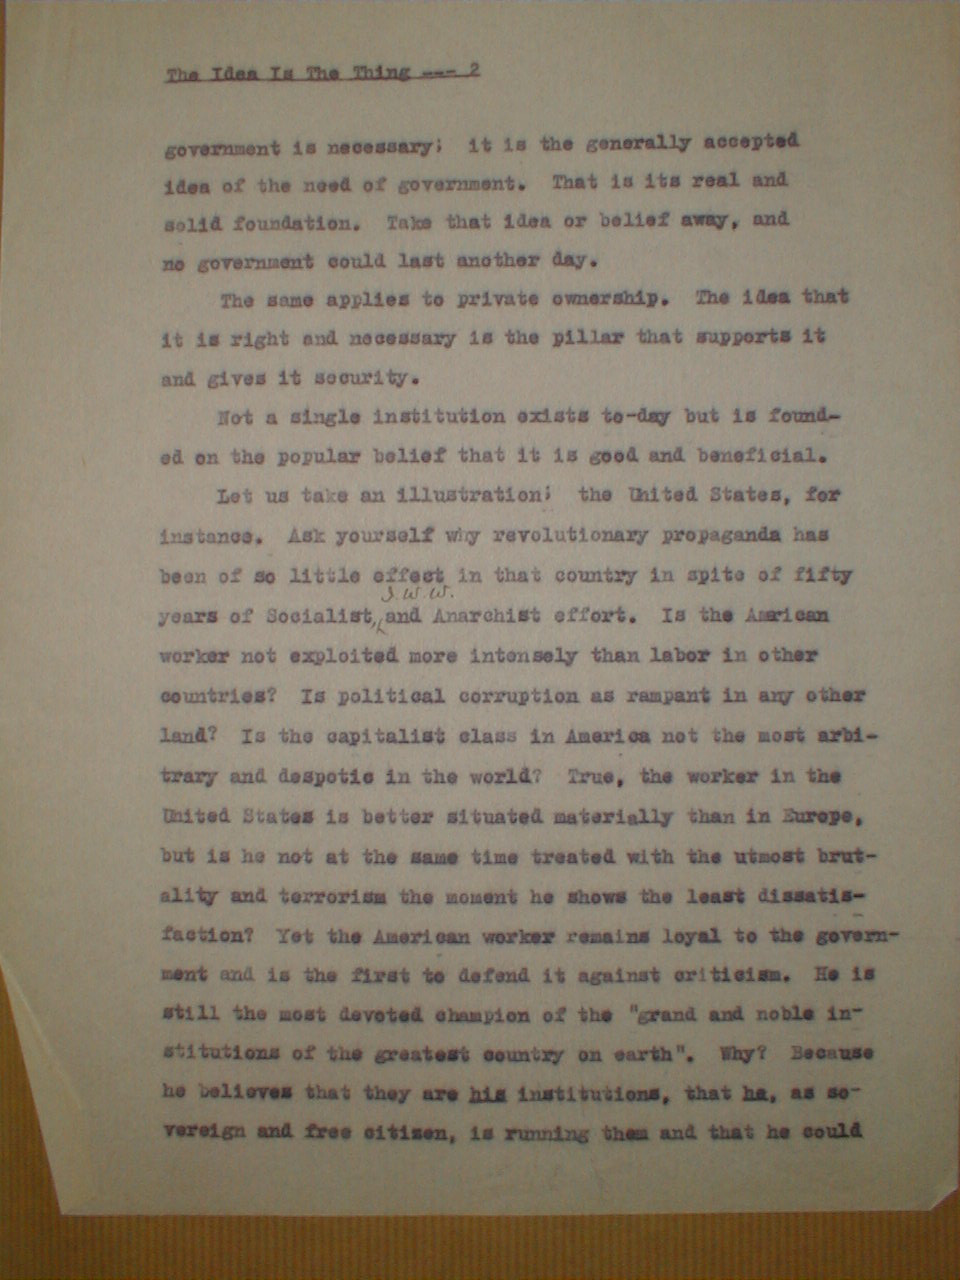 The Idea Is The Thing --- 2
government is necessary; it is the generally accepted
idea of the need of government. That is its real and
solid foundation. Take that idea or belief away, and
no government could last another day.
The same applies to private ownership. The idea that
it is right and necessary is the pillar that supports it
and gives it security.
Not a single institution exists to-day but is found-
ed on the popular belief that it is good and beneficial.
Let us take an illustration; the United States, for
instance. Ask yourself why revolutionary propaganda has
been of so little effect in that country in spite of fifty
I.W.W.
years of Socialist, and Anarchist effort. Is the American
worker not exploited more intensely than labor in other
countries? Is political corruption as rampant in any other
land? Is the capitalist class in America not the most arbi-
trary and despotic in the world? True, the worker in the
United States is better situated materially than in Europe,
but is he not at the same time treated with the utmost brut-
ality and terrorism the moment he shows the least dissatis-
faction? Yet the American worker remains loyal to the govern-
ment and is the first to defend it against criticism. He is
still the most devoted champion of the "grand and noble in-
stitutions of the greatest country on earth". Why? Because
he believes that they are his institutions, that he, as so-
vereign and free citizen, is running them and that he could